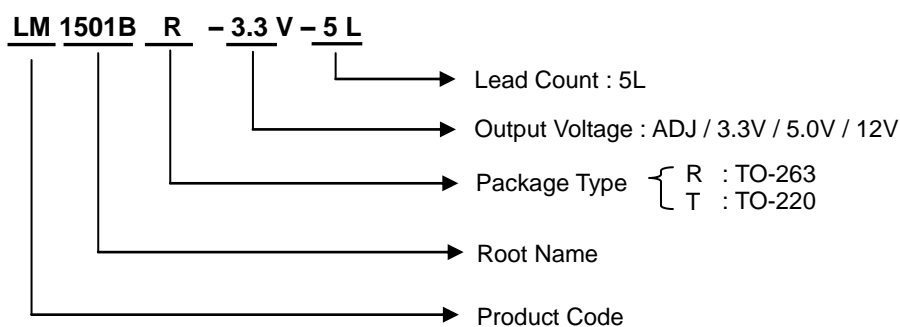 LM 1501B R – 3.3 V – 5 L
Lead Count : 5L
Output Voltage : ADJ / 3.3V / 5.0V / 12V
Package Type { R : TO-263
T : TO-220
Root Name
Product Code